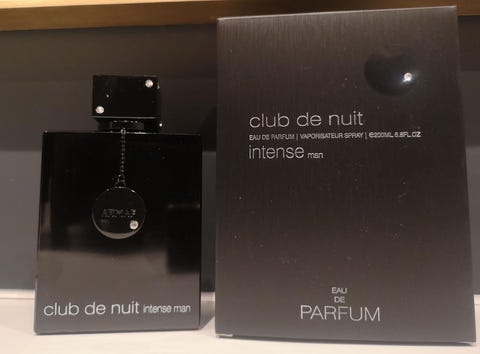 ARMAF
club de nuit intense man
club de nuit
EAU DE PARFUM | VAPORISATEUR SPRAY | ℮200ML 6.8FL.OZ
intense man
EAU
DE
PARFUM